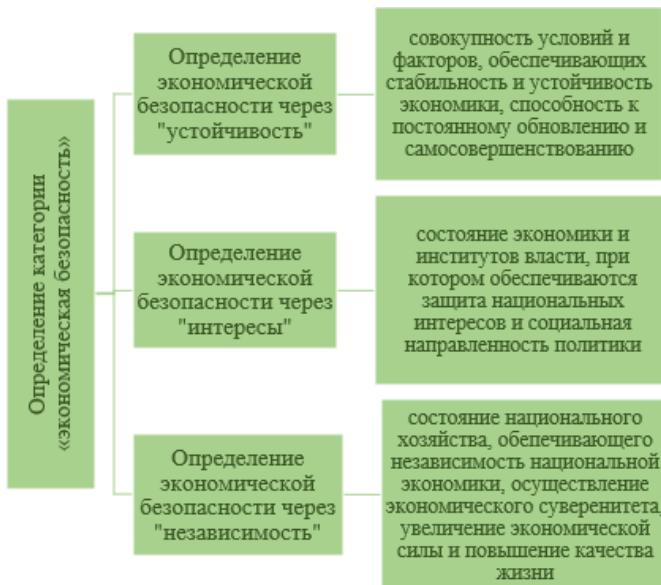 Определение категории
«экономическая безопасность»
Определение
экономической
безопасности через
"устойчивость"
совокупность условий и
факторов, обеспечивающих
стабильность и устойчивость
экономики, способность к
постоянному обновлению и
самосовершенствованию
Определение
экономической
безопасности через
"интересы"
состояние экономики и
институтов власти, при
котором обеспечиваются
защита национальных
интересов и социальная
направленность политики
Определение
экономической
безопасности через
"независимость"
состояние национального
хозяйства, обепечивающего
независимость национальной
экономики, осуществление
экономического суверенитета,
увеличение экономической
силы и повышение качества
жизни